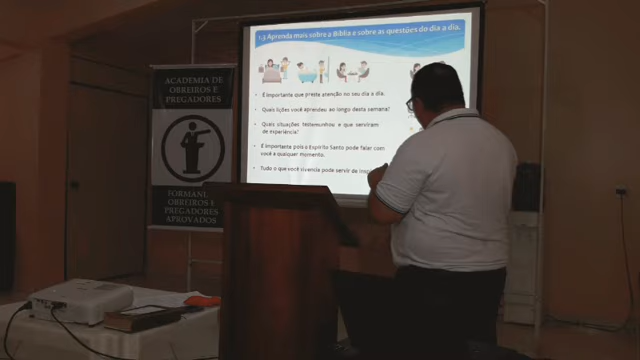 1.3 Aprenda mais sobre a Bíblia e sobre as questões do dia a dia.
É importante que preste atenção no seu dia a dia.
Quais lições você aprendeu ao longo desta semana?
Quais situações testemunhou e que serviram
de experiência?
É importante pois o Espírito Santo pode falar com
você a qualquer momento.
Tudo o que você vivencia pode servir de
ACADEMIA DE
OBREIROS E
PREGADORES
OBREIROS E
PREGADORES
APROVADOS